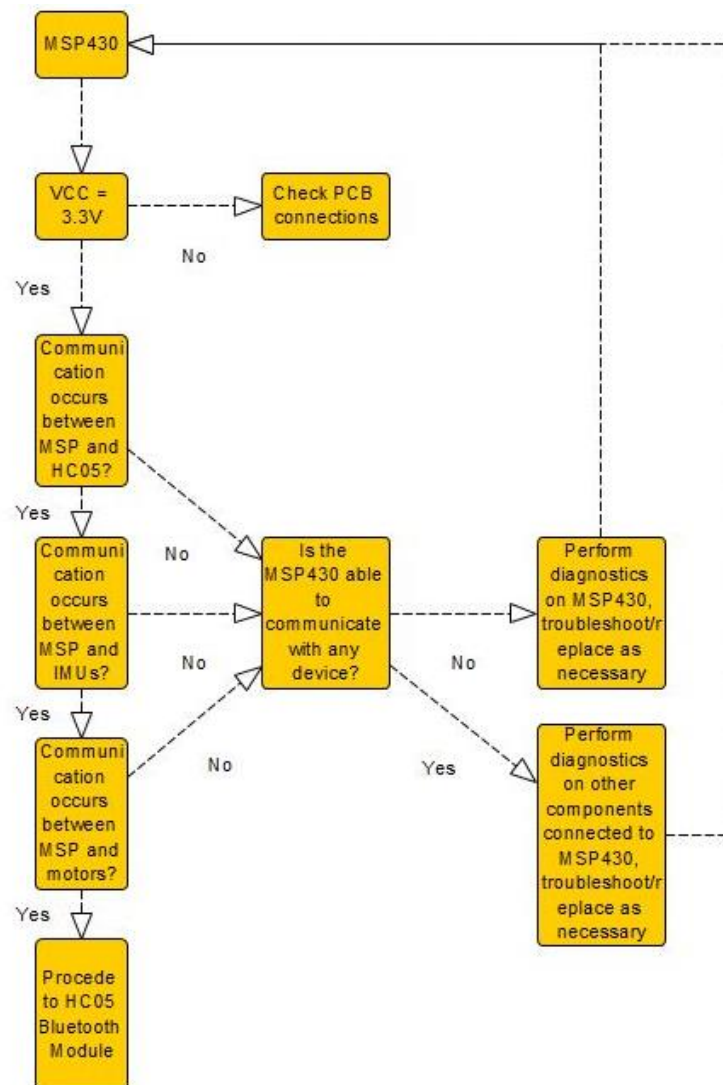 MSP430
VCC =
3.3V
Check PCB
connections
No
Yes
Communi
cation
occurs
between
MSP and
HC05?
Yes
No
Communi
cation
occurs
between
MSP and
IMUs?
No
Is the
MSP430 able
to
communicate
with any
device?
No
Perform
diagnostics
on MSP430,
troubleshoot/r
eplace as
necessary
Yes
Communi
cation
occurs
between
MSP and
motors?
No
Yes
Perform
diagnostics
on other
components
connected to
MSP430,
troubleshoot/r
eplace as
necessary
Yes
Procede
to HC05
Bluetooth
Module